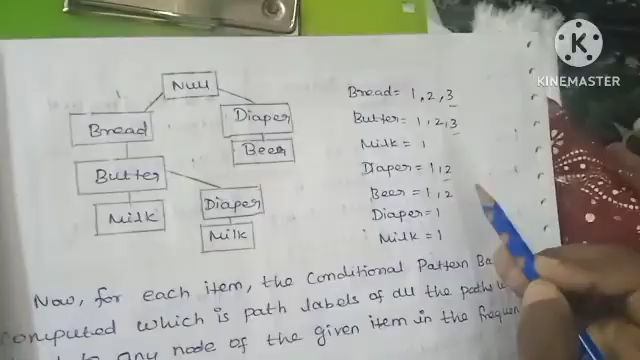 Null
Bread
Diaper
Beer
Butter
Milk
Diaper
Milk
Bread = 1, 2, 3
Butter = 1, 2, 3
Milk = 1
Diaper = 1, 2
Beer = 1, 2
Diaper = 1
Milk = 1
Now, for each item, the Conditional Pattern Ba
computed which is path labels of all the paths
any node of the given item in the frequen
K
KINEMASTER